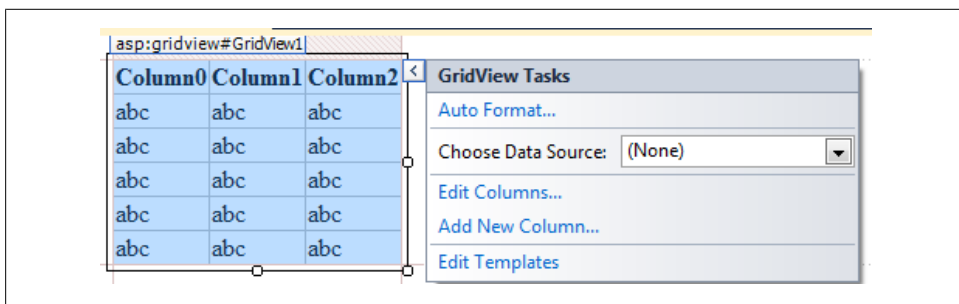 asp:gridview#GridView1
Column0 Column1 Column2
abc abc abc
abc abc abc
abc abc abc
abc abc abc
abc abc abc
GridView Tasks
Auto Format...
Choose Data Source: (None)
Edit Columns...
Add New Column...
Edit Templates